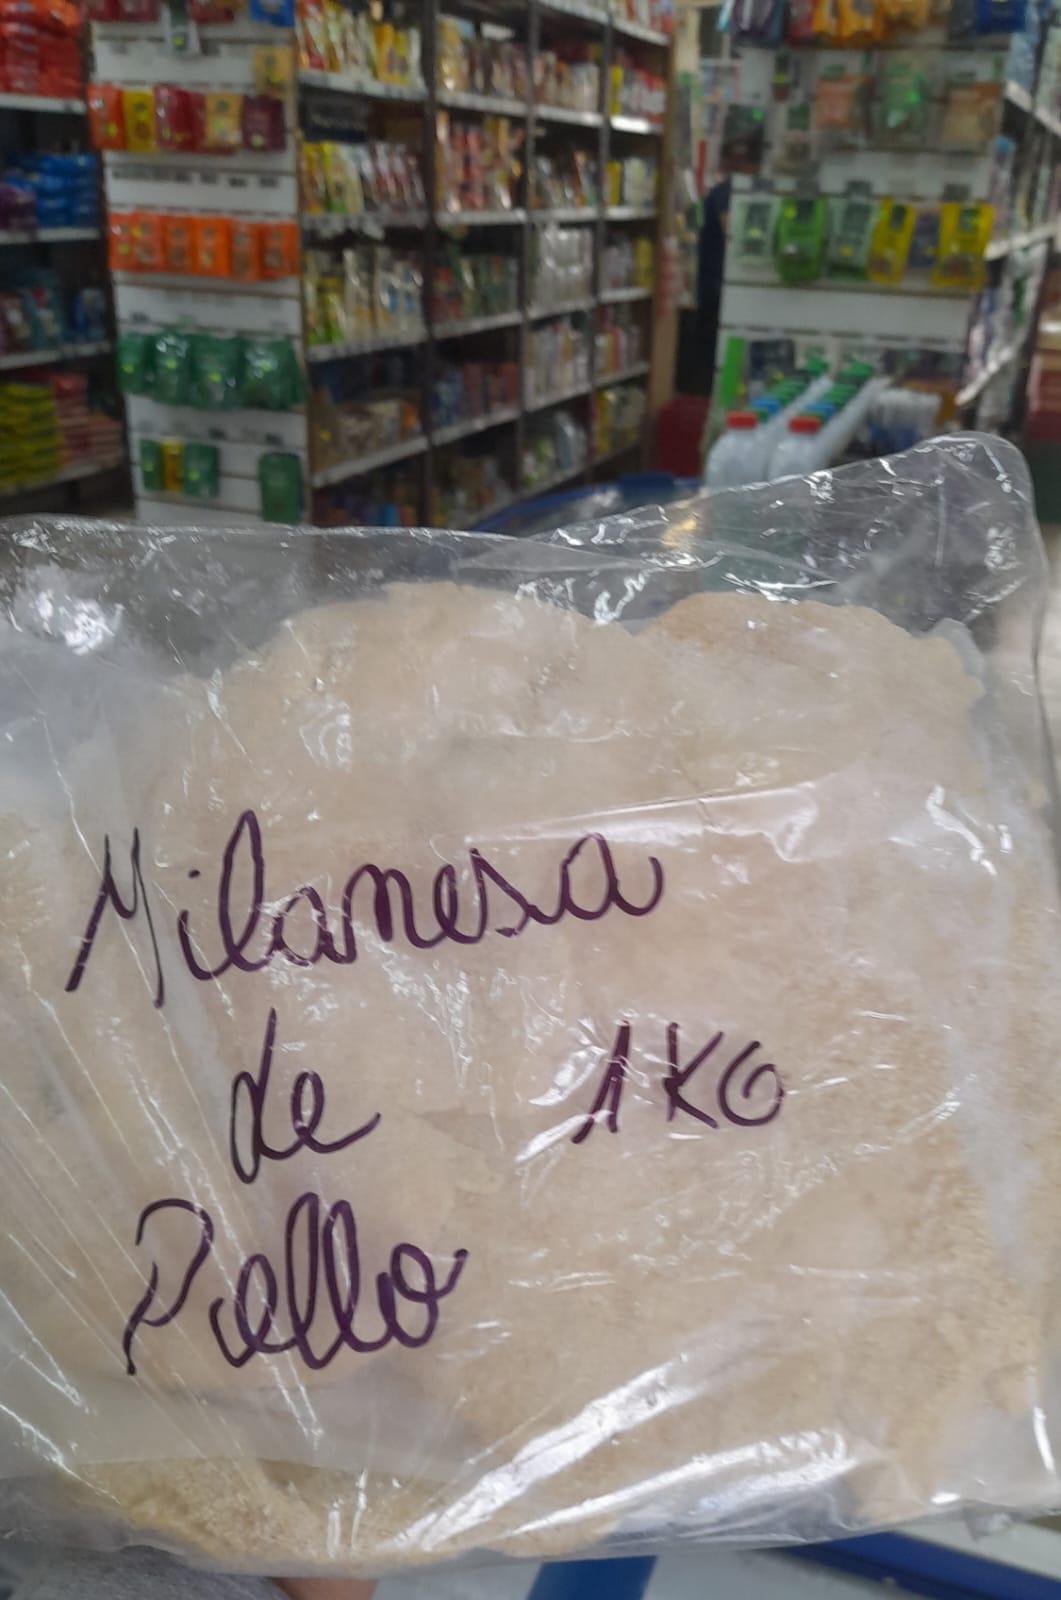 Milanesa
de 1KG
Pollo